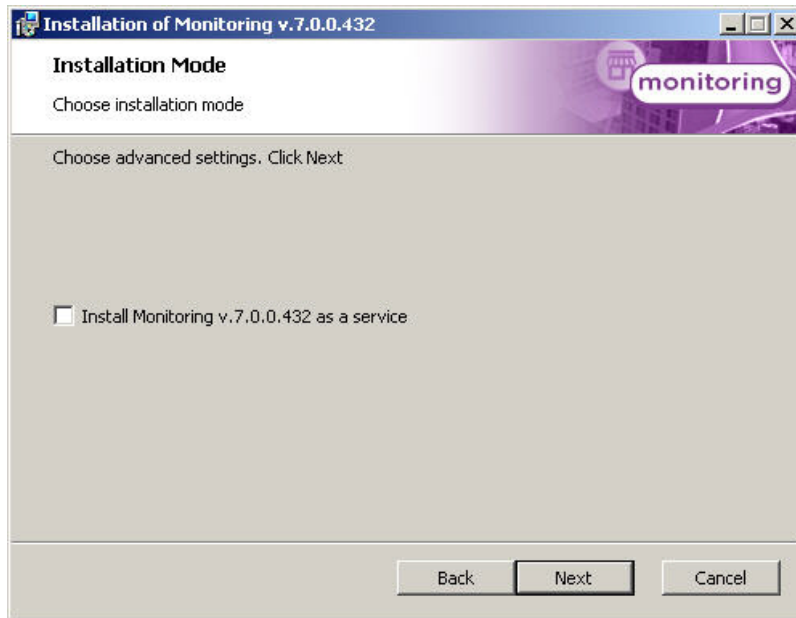 Installation of Monitoring v.7.0.0.432
Installation Mode
Choose installation mode
monitoring
Choose advanced settings. Click Next
Install Monitoring v.7.0.0.432 as a service
Back Next Cancel